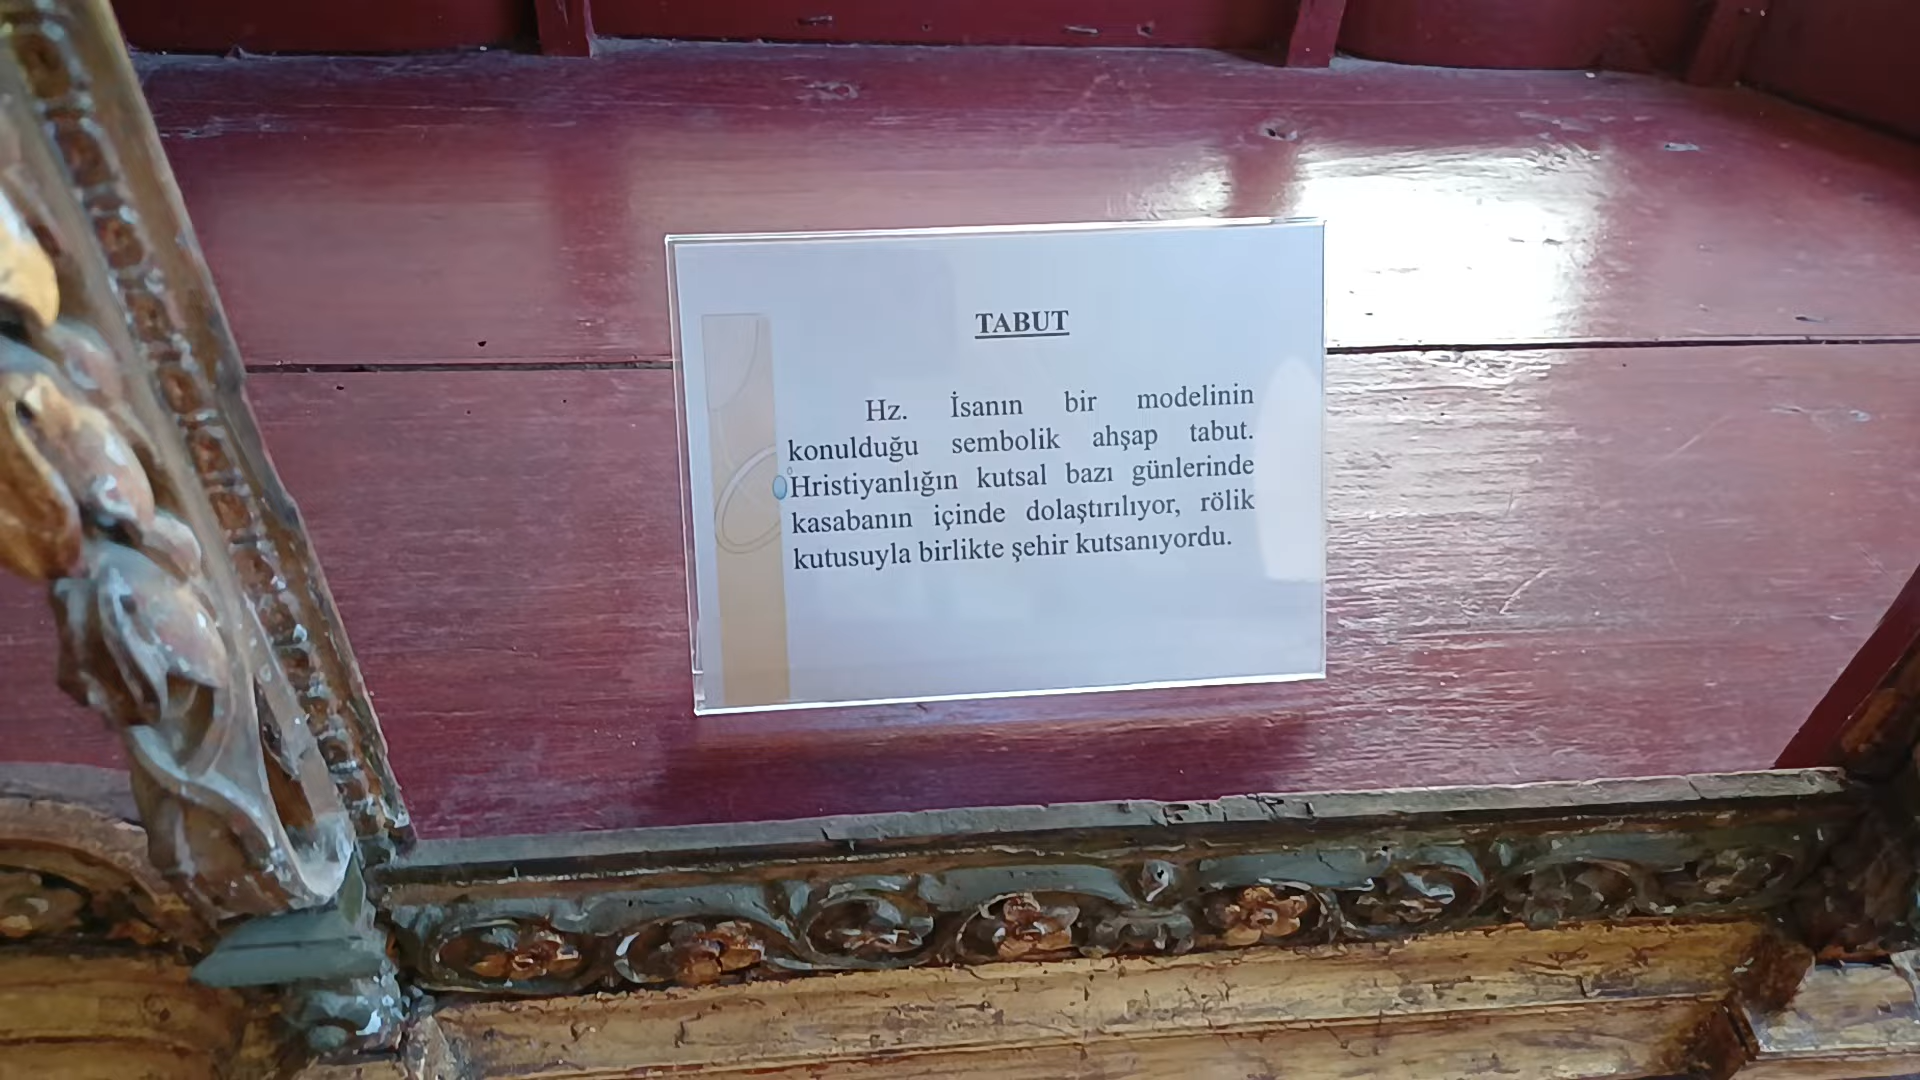 TABUT
Hz. İsanın bir modelinin
konulduğu sembolik ahşap tabut.
Hristiyanlığın kutsal bazı günlerinde
kasabanın içinde dolaştırılıyor, rölik
kutusuyla birlikte şehir kutsanıyordu.